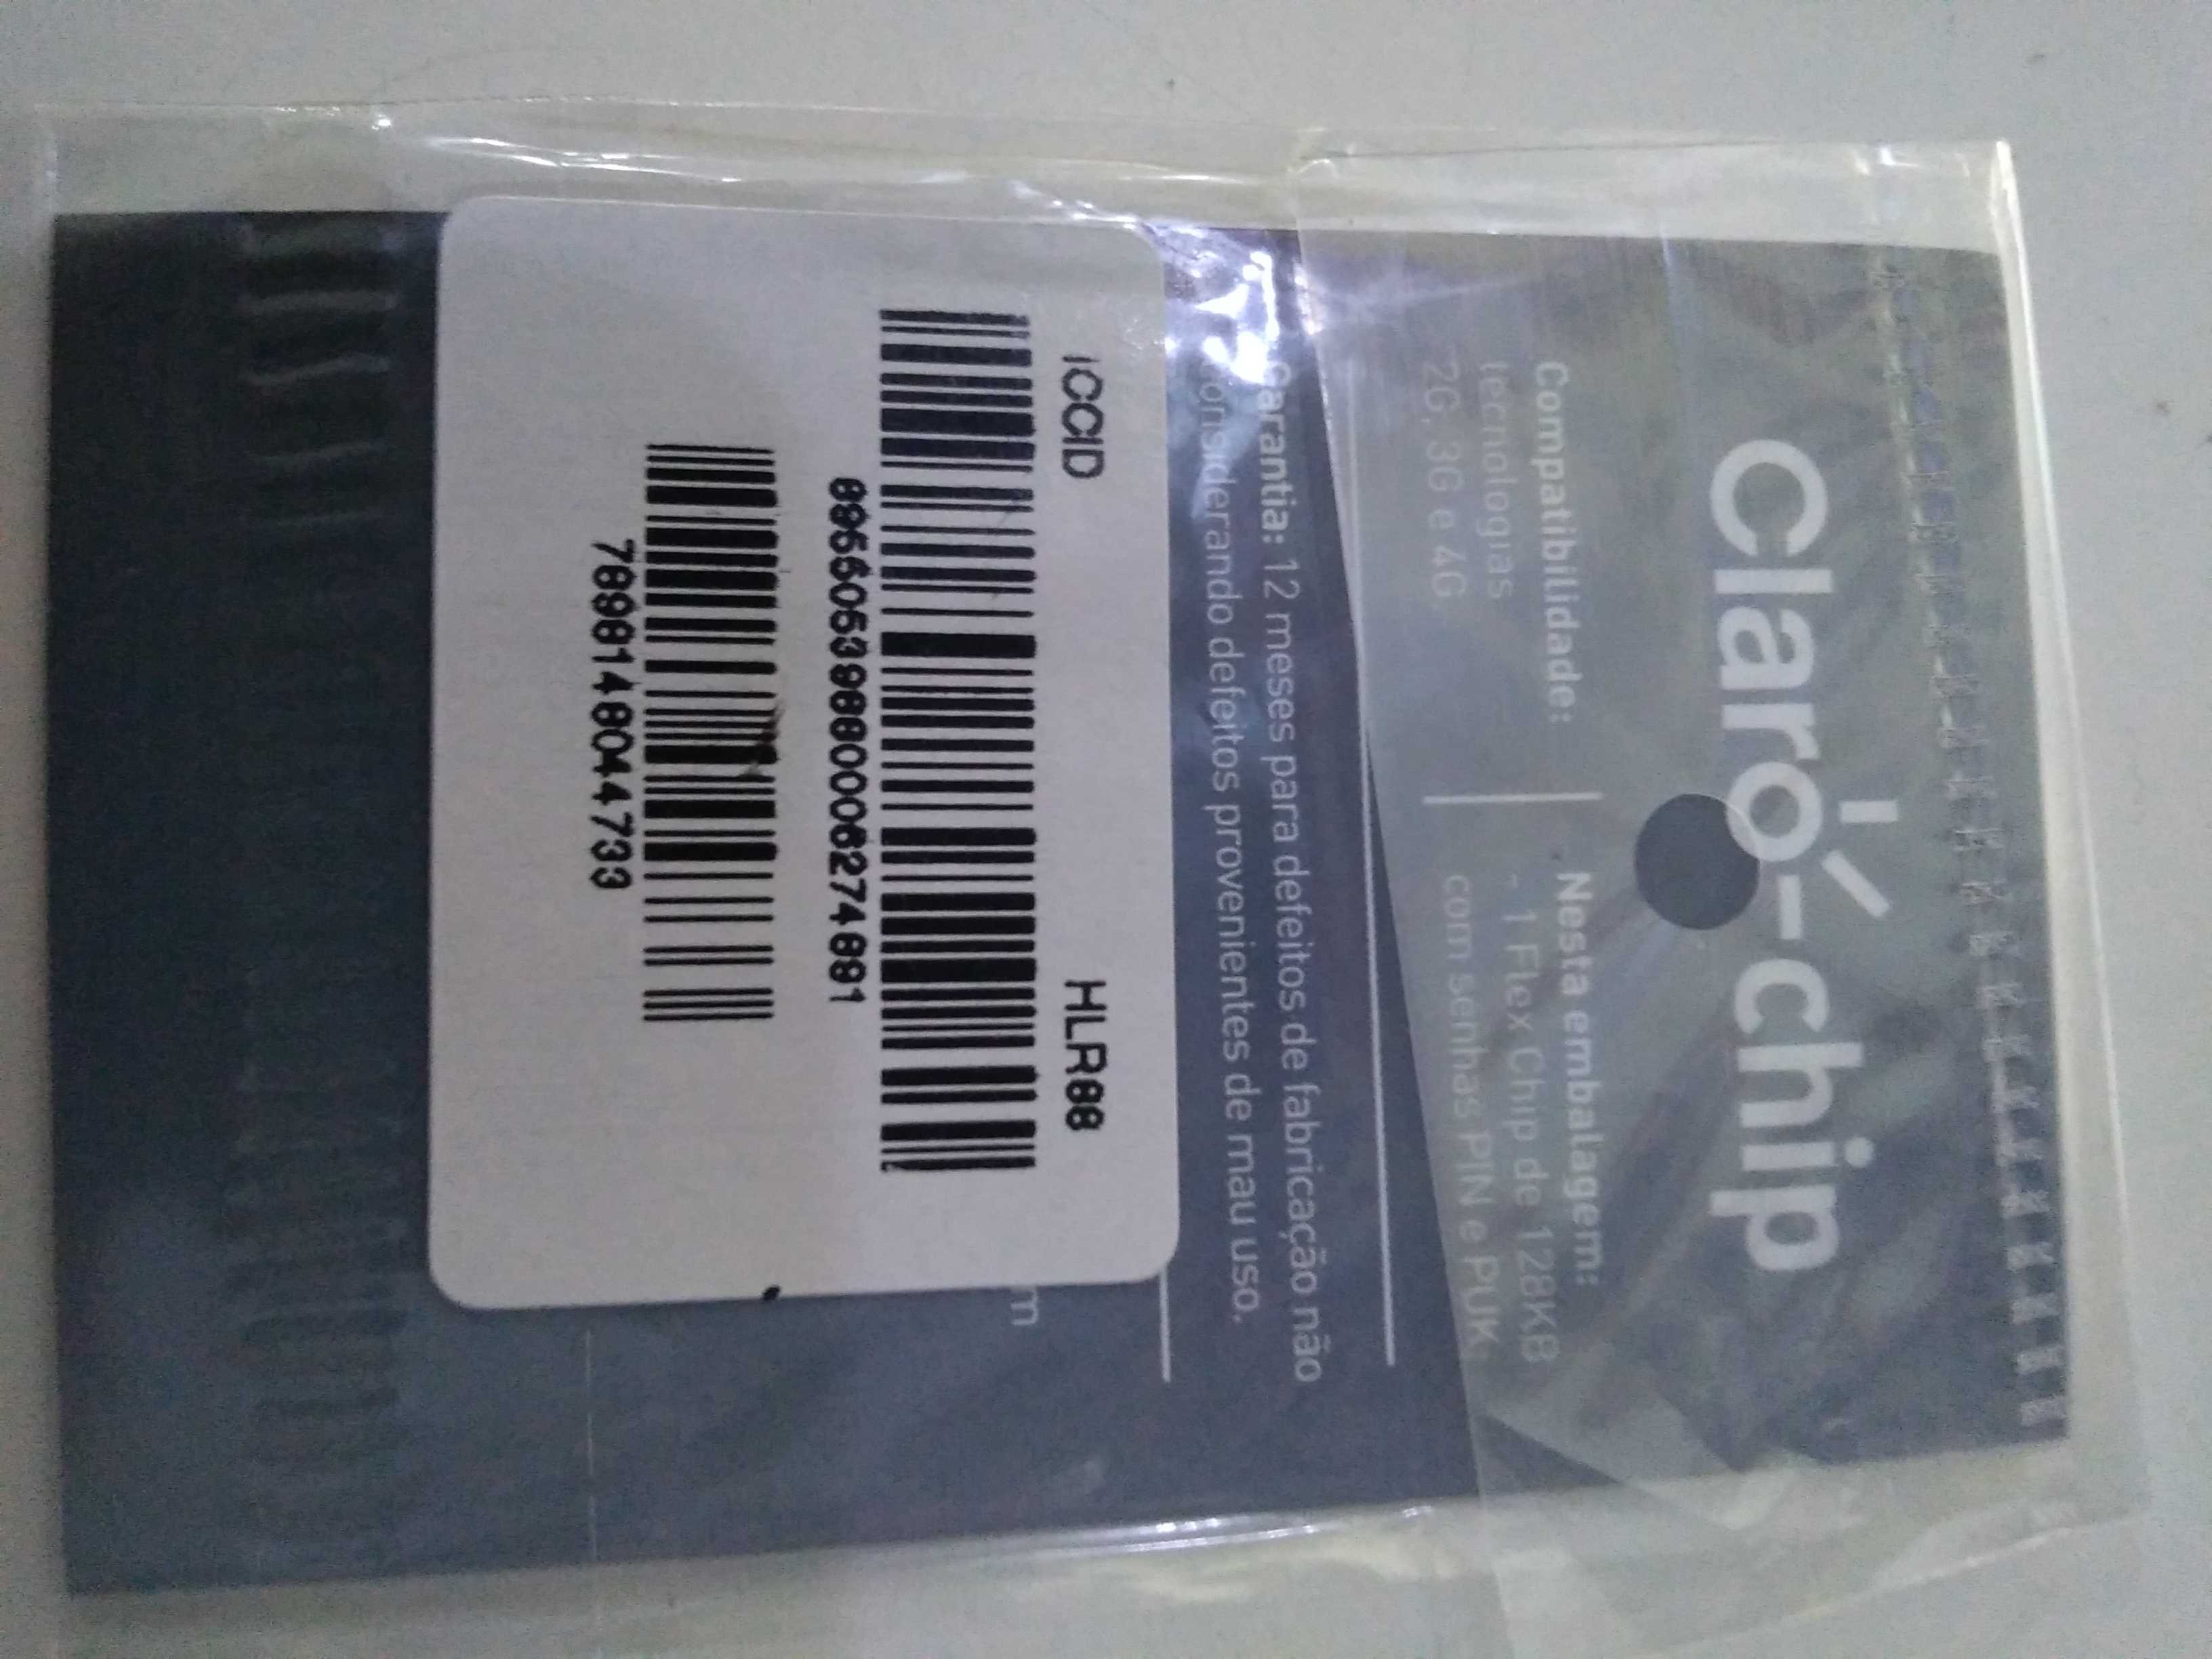 Claro-chip
Compatibilidade:
tecnologias
2G, 3G e 4G
Nesta embalagem:
- 1 Flex Chip de 128KB
com senhas PIN e PUK
Garantia: 12 meses para defeitos de fabricação não
considerando defeitos provenientes de mau uso.
ICCID HLR88
7898148044733
m